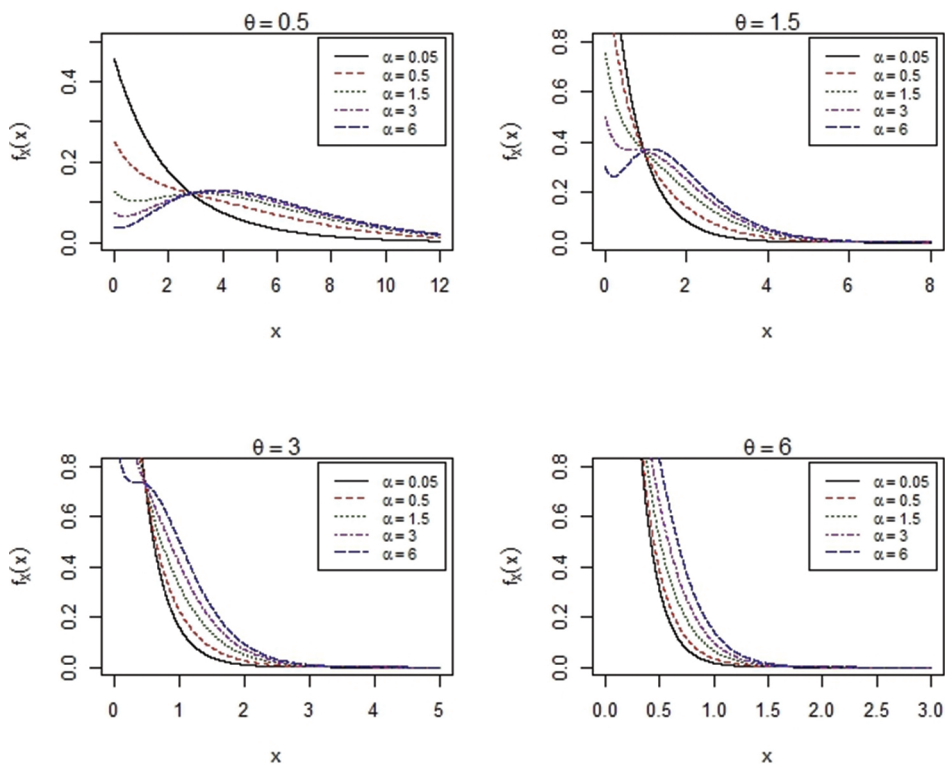 θ = 0.5
α = 0.05
α = 0.5
α = 1.5
α = 3
α = 6
fX(x)
0.4
0.2
0.0
0 2 4 6 8 10 12
x
θ = 1.5
α = 0.05
α = 0.5
α = 1.5
α = 3
α = 6
fX(x)
0.8
0.6
0.4
0.2
0.0
0 2 4 6 8
x
θ = 3
α = 0.05
α = 0.5
α = 1.5
α = 3
α = 6
fX(x)
0.8
0.6
0.4
0.2
0.0
0 1 2 3 4 5
x
θ = 6
α = 0.05
α = 0.5
α = 1.5
α = 3
α = 6
fX(x)
0.8
0.6
0.4
0.2
0.0
0.0 0.5 1.0 1.5 2.0 2.5 3.0
x